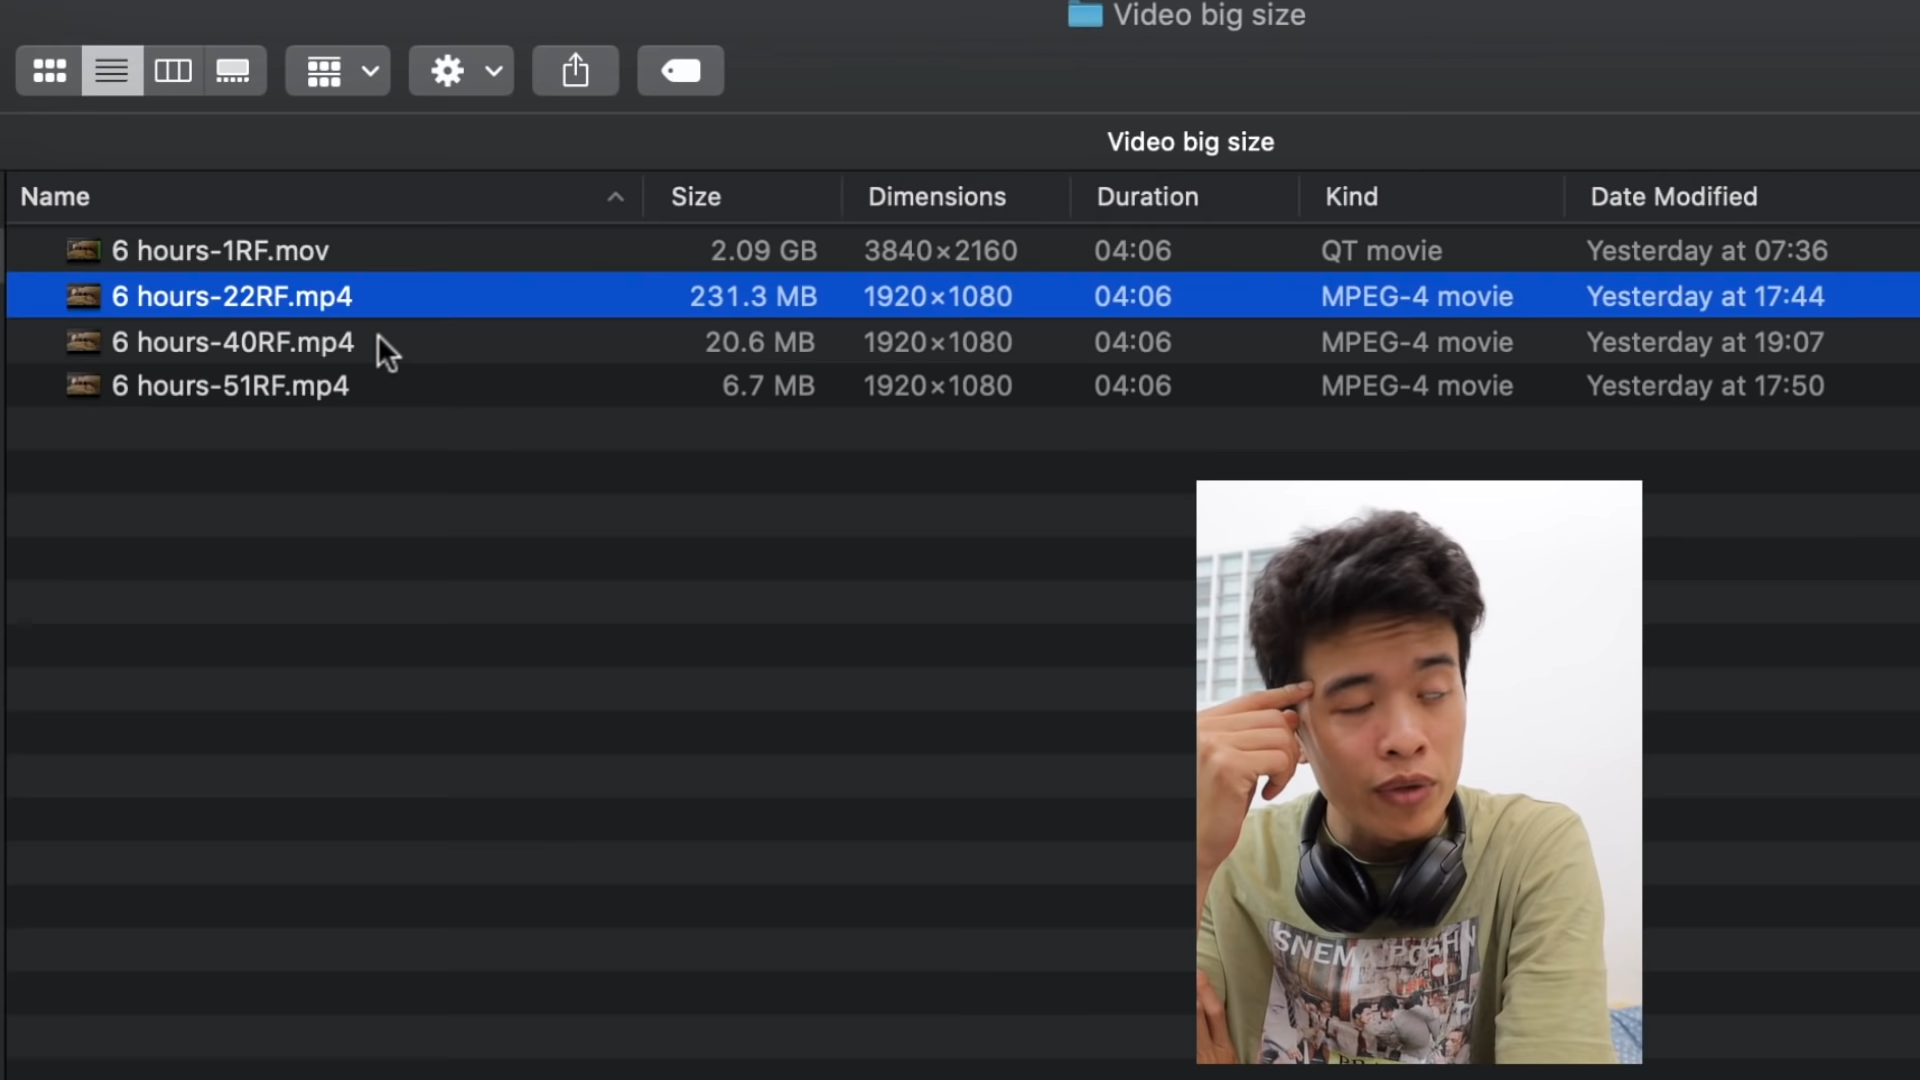 Video big size
Video big size
Name Size Dimensions Duration Kind Date Modified
6 hours-1RF.mov 2.09 GB 3840×2160 04:06 QT movie Yesterday at 07:36
6 hours-22RF.mp4 231.3 MB 1920×1080 04:06 MPEG-4 movie Yesterday at 17:44
6 hours-40RF.mp4 20.6 MB 1920×1080 04:06 MPEG-4 movie Yesterday at 19:07
6 hours-51RF.mp4 6.7 MB 1920×1080 04:06 MPEG-4 movie Yesterday at 17:50